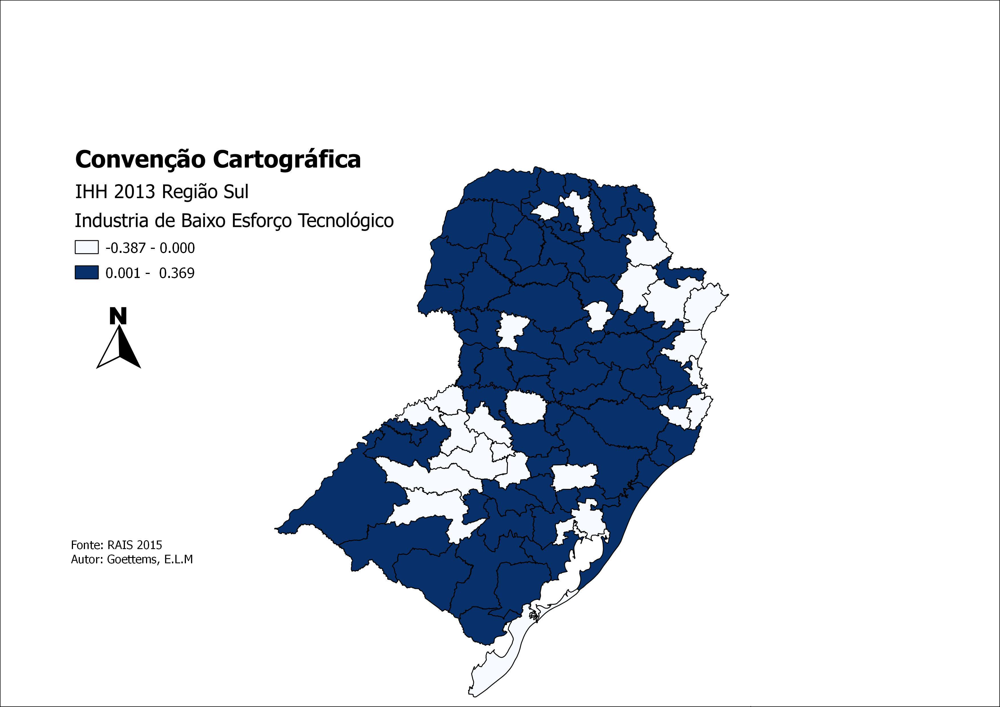 Convenção Cartográfica
IHH 2013 Região Sul
Industria de Baixo Esforço Tecnológico
-0.387 - 0.000
0.001 - 0.369
N
Fonte: RAIS 2015
Autor: Goettems, E.L.M